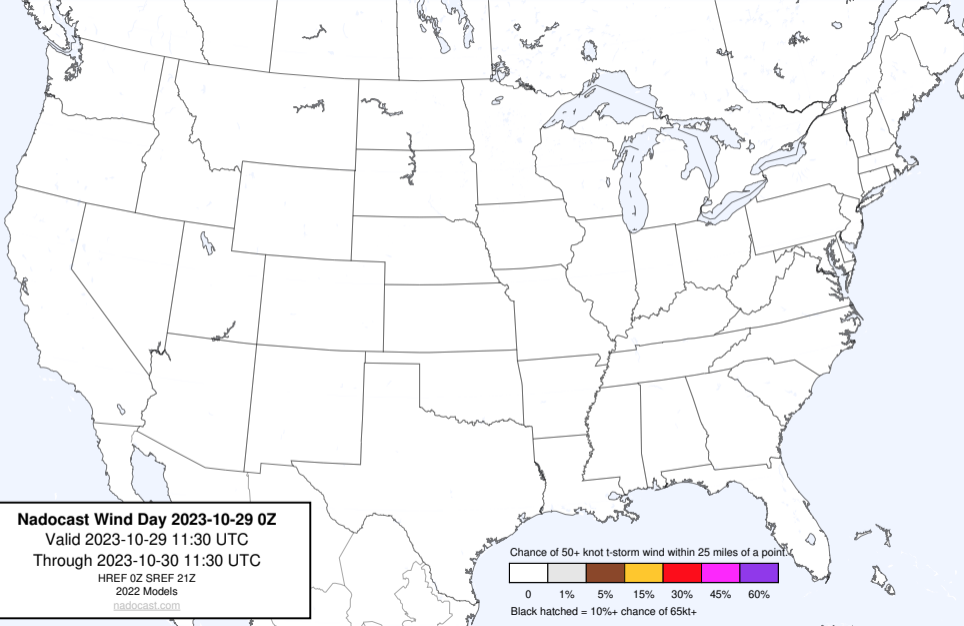 Nadocast Wind Day 2023-10-29 0Z
Valid 2023-10-29 11:30 UTC
Through 2023-10-30 11:30 UTC
HREF 0Z SREF 21Z
2022 Models
nadocast.com
Chance of 50+ knot t-storm wind within 25 miles of a point.
0 1% 5% 15% 30% 45% 60%
Black hatched = 10%+ chance of 65kt+